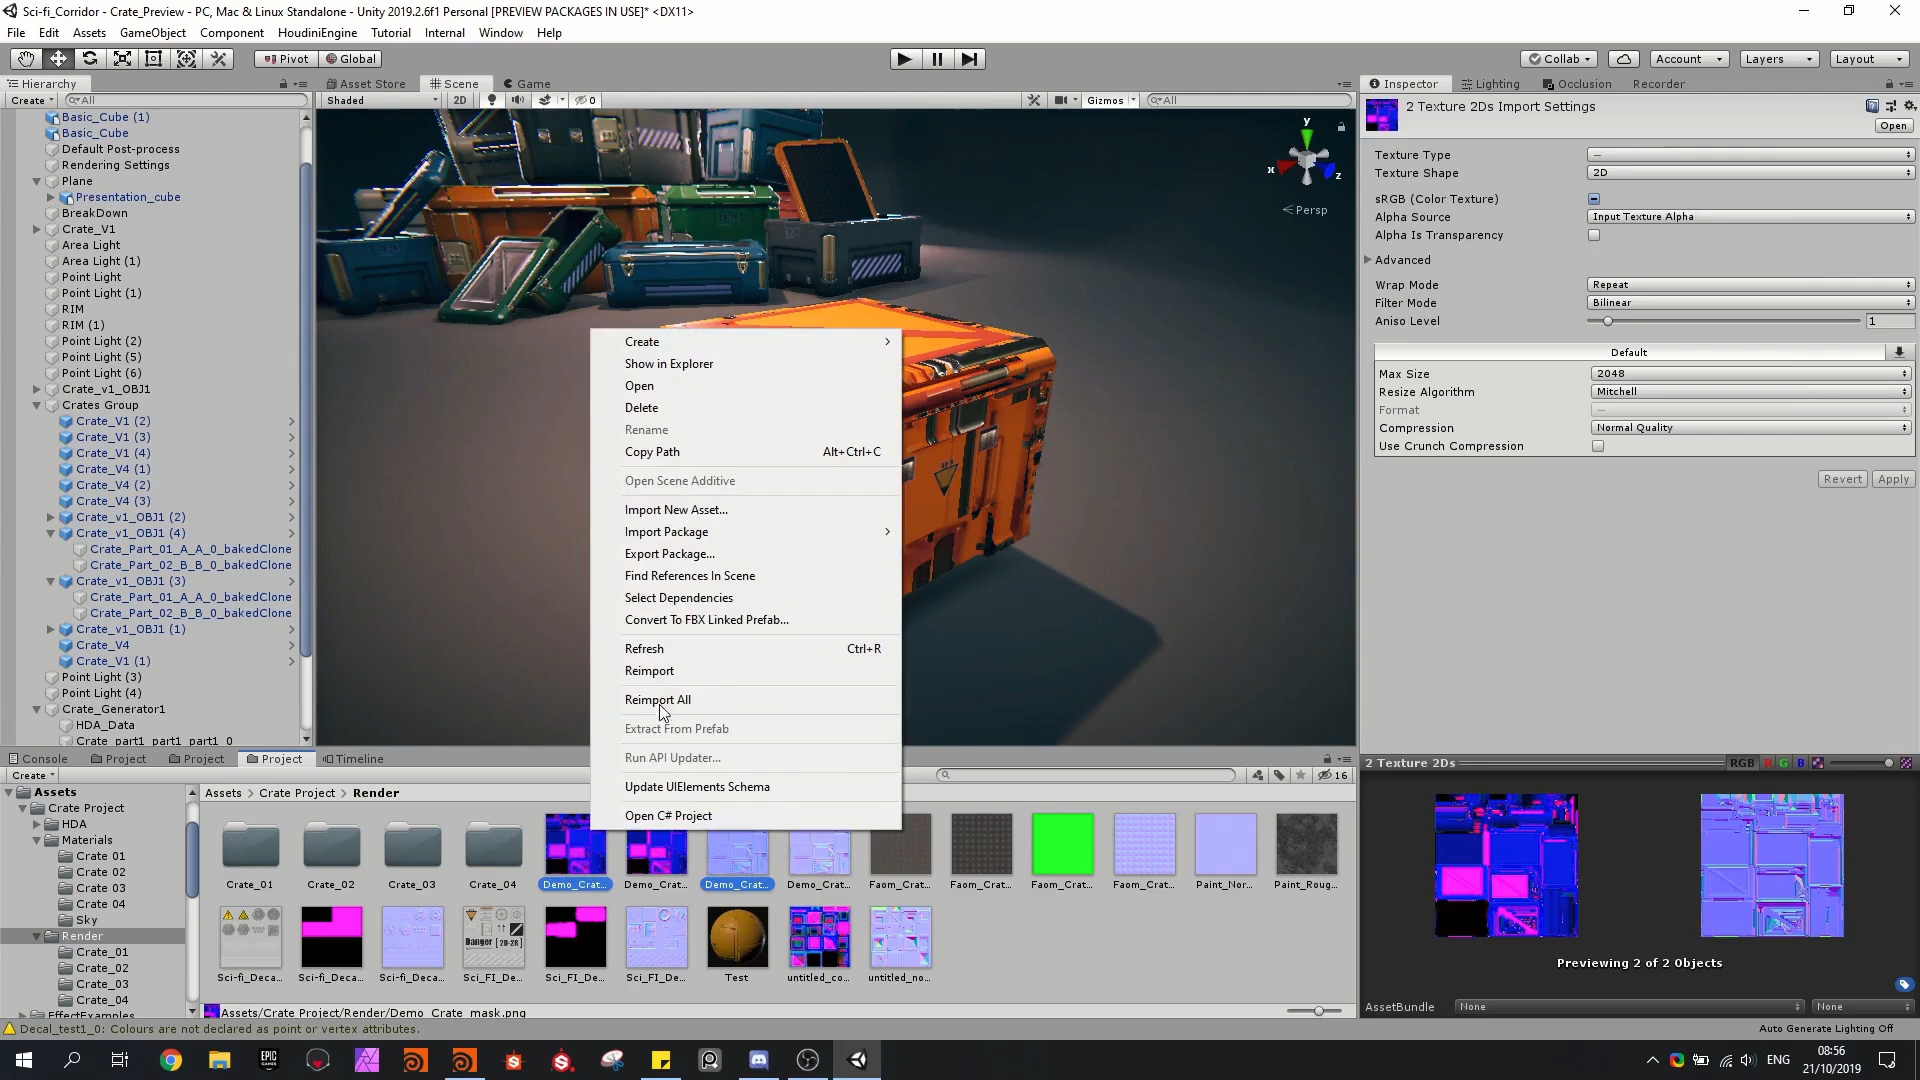 Sci-fi_Corridor - Crate_Preview - PC, Mac & Linux Standalone - Unity 2019.2.6f1 Personal [PREVIEW PACKAGES IN USE]* <DX11>
File Edit Assets GameObject Component HoudiniEngine Tutorial Internal Window Help
Pivot Global Collab Account Layers Layout
Hierarchy
Create All
Basic_Cube (1)
Basic_Cube
Default Post-process
Rendering Settings
Plane
Presentation_cube
BreakDown
Crate_V1
Area Light
Area Light (1)
Point Light
Point Light (1)
RIM
RIM (1)
Point Light (2)
Point Light (5)
Point Light (6)
Crate_v1_OBJ1
Crates Group
Crate_V1 (2)
Crate_V1 (3)
Crate_V1 (4)
Crate_V4 (1)
Crate_V4 (2)
Crate_V4 (3)
Crate_v1_OBJ1 (2)
Crate_v1_OBJ1 (4)
Crate_Part_01_A_A_0_bakedClone
Crate_Part_02_B_B_0_bakedClone
Crate_v1_OBJ1 (3)
Crate_Part_01_A_A_0_bakedClone
Crate_Part_02_B_B_0_bakedClone
Crate_v1_OBJ1 (1)
Crate_V4
Crate_V1 (1)
Point Light (3)
Point Light (4)
Crate_Generator1
HDA_Data
Crate_part1_part1_part_0
Asset Store Scene Game
Shaded 2D 0 Gizmos All
y
x
z
Persp
Create
Show in Explorer
Open
Delete
Rename
Copy Path Alt+Ctrl+C
Open Scene Additive
Import New Asset...
Import Package
Export Package...
Find References In Scene
Select Dependencies
Convert To FBX Linked Prefab...
Refresh Ctrl+R
Reimport
Reimport All
Extract From Prefab
Run API Updater...
Update UIElements Schema
Open C# Project
Inspector Lighting Occlusion Recorder
2 Texture 2Ds Import Settings
Open
Texture Type —
Texture Shape 2D
sRGB (Color Texture)
Alpha Source Input Texture Alpha
Alpha Is Transparency
Advanced
Wrap Mode Repeat
Filter Mode Bilinear
Aniso Level 1
Default
Max Size 2048
Resize Algorithm Mitchell
Format —
Compression Normal Quality
Use Crunch Compression
Revert Apply
Console Project Project Project Timeline
Create 16
Assets
Crate Project
HDA
Materials
Crate 01
Crate 02
Crate 03
Crate 04
Sky
Render
Crate_01
Crate_02
Crate_03
Crate_04
EffectExamples
Assets Crate Project Render
Crate_01 Crate_02 Crate_03 Crate_04 Demo_Crat... Demo_Crat... Demo_Crat... Demo_Crat... Faom_Crat... Faom_Crat... Faom_Crat... Faom_Crat... Paint_Nor... Paint_Roug...
Danger [2D-2R]
Sci-fi_Deca... Sci-fi_Deca... Sci-fi_Deca... Sci_FI_De... Sci_FI_De... Sci_FI_De... Test untitled_co... untitled_no...
Assets/Crate Project/Render/Demo_Crate_mask.png
2 Texture 2Ds RGB R G B
Previewing 2 of 2 Objects
AssetBundle None None
Decal_test1_0: Colours are not declared as point or vertex attributes.
Auto Generate Lighting Off
EPIC GAMES
ENG
08:56
21/10/2019